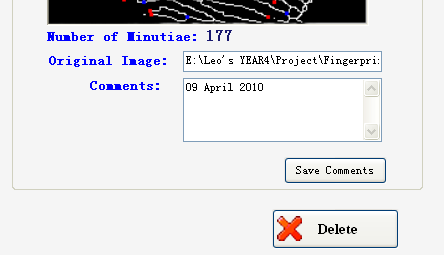 Number of Minutiae: 177
Original Image: E:\Leo's YEAR4\Project\Fingerpri
Comments: 09 April 2010
Save Comments
Delete